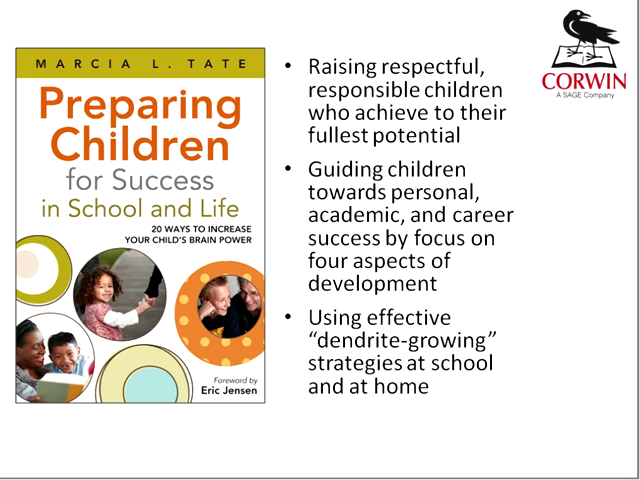 MARCIA L. TATE
Preparing
Children
for Success
in School and Life
20 WAYS TO INCREASE
YOUR CHILD'S BRAIN POWER
Foreword by
Eric Jensen
• Raising respectful,
responsible children
who achieve to their
fullest potential
• Guiding children
towards personal,
academic, and career
success by focus on
four aspects of
development
• Using effective
“dendrite-growing”
strategies at school
and at home
CORWIN
A SAGE Company